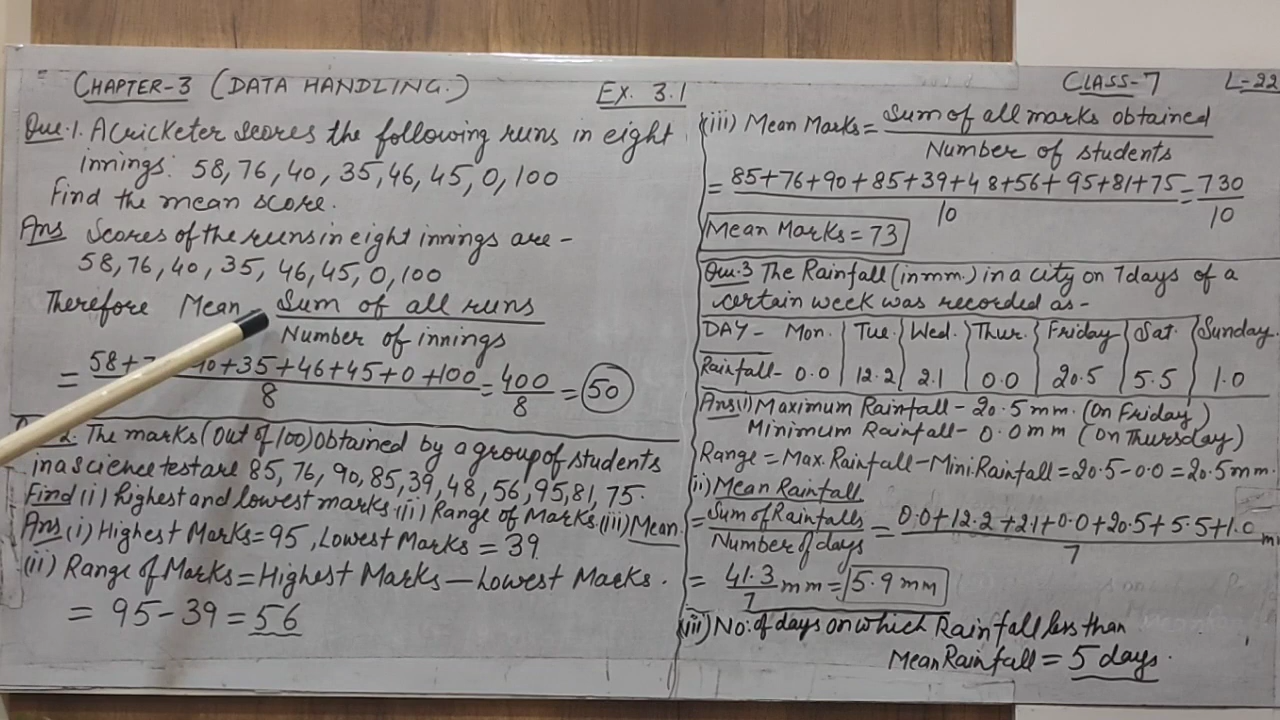 CHAPTER-3 (DATA HANDLING.)
EX. 3.1
Que.1. A Cricketer scores the following runs in eight
innings: 58, 76, 40, 35, 46, 45, 0, 100
Find the mean score.
Ans Scores of the runs in eight innings are -
58, 76, 40, 35, 46, 45, 0, 100
Therefore Mean Sum of all runs
Number of innings
= 58+7 40+35+46+45+0+100 = 400 = 50
8 8
2. The marks (out of 100) obtained by a group of students
in a science test are 85, 76, 90, 85, 39, 48, 56, 95, 81, 75.
Find (i) highest and lowest marks (ii) Range of Marks. (iii) Mean.
Ans (i) Highest Marks = 95, Lowest Marks = 39
(ii) Range of Marks = Highest Marks - Lowest Marks.
= 95-39 = 56
CLASS-7 L-22
(iii) Mean Marks = Sum of all marks obtained
Number of students
= 85+76+90+85+39+48+56+95+81+75 = 730
10 10
Mean Marks = 73
Que.3 The Rainfall (in mm.) in a city on 7 days of a
certain week was recorded as -
DAY- Mon. Tue. Wed. Thur. Friday Sat. Sunday
Rainfall- 0.0 12.2 2.1 0.0 20.5 5.5 1.0
Ans (i) Maximum Rainfall - 20.5 mm. (On Friday)
Minimum Rainfall - 0.0 mm (On Thursday)
Range = Max. Rainfall - Mini. Rainfall = 20.5-0.0 = 20.5 mm.
(ii) Mean Rainfall
= Sum of Rainfalls = 0.0+12.2+2.1+0.0+20.5+5.5+1.0 m
Number of days 7
= 41.3 mm = 5.9 mm
7
(iii) No. of days on which Rainfall less than
Mean Rainfall = 5 days.